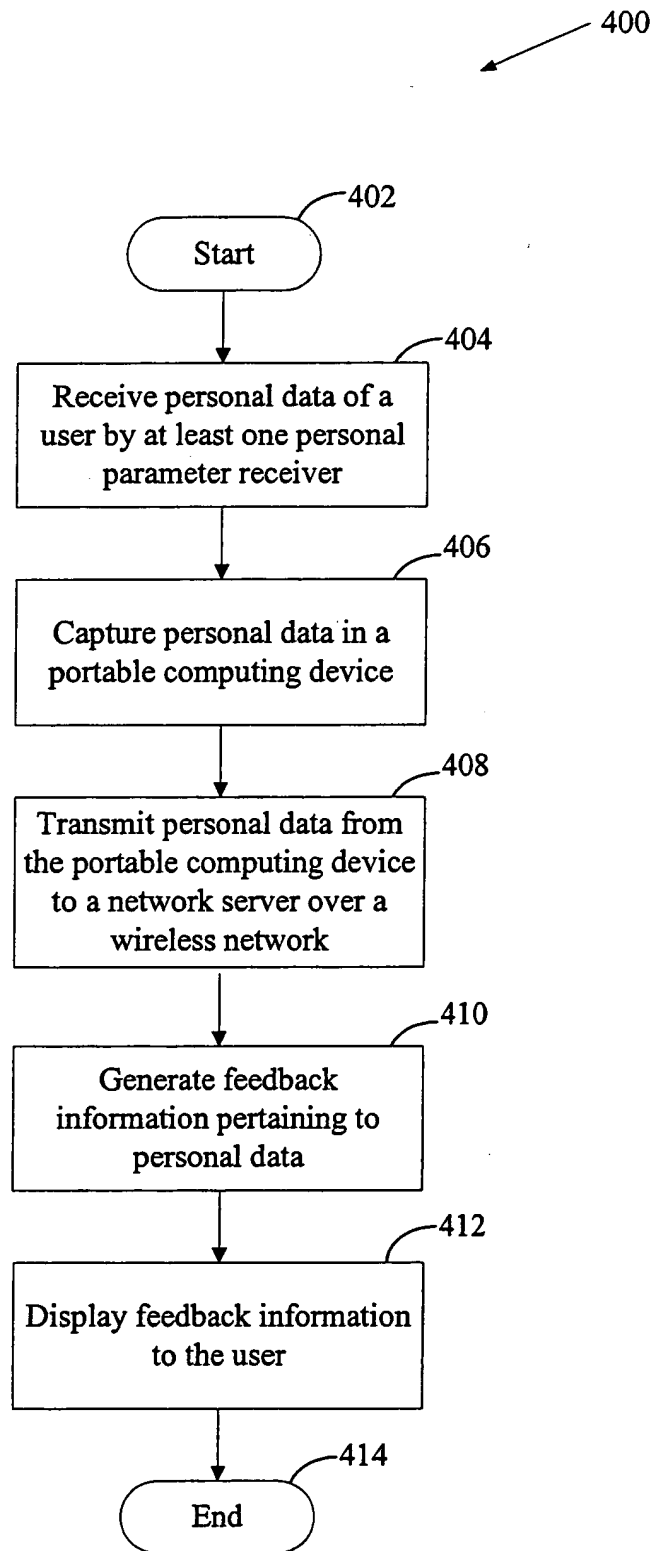 400
402
Start
404
Receive personal data of a
user by at least one personal
parameter receiver
406
Capture personal data in a
portable computing device
408
Transmit personal data from
the portable computing device
to a network server over a
wireless network
410
Generate feedback
information pertaining to
personal data
412
Display feedback information
to the user
414
End